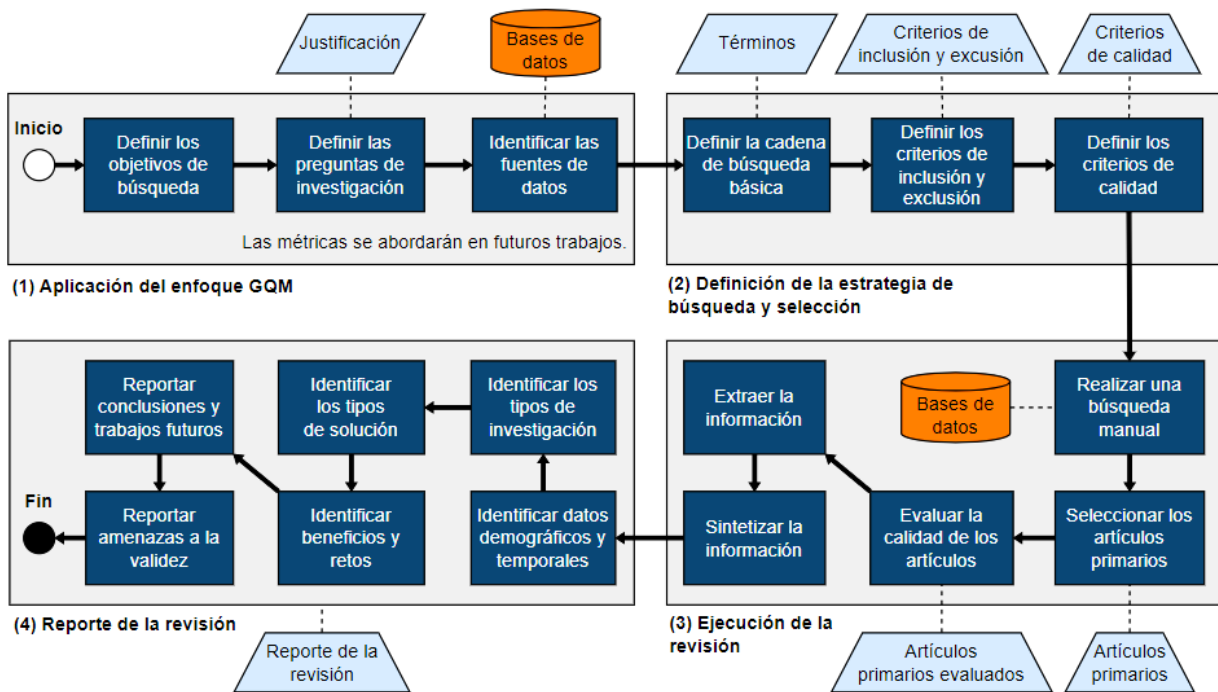 Justificación
Bases de
datos
Términos
Criterios de
inclusión y excusión
Criterios
de calidad
Inicio
Definir los
objetivos de
búsqueda
Definir las
preguntas de
investigación
Identificar las
fuentes de
datos
Definir la cadena
de búsqueda
básica
Definir los
criterios de
inclusión y
exclusión
Definir los
criterios de
calidad
Las métricas se abordarán en futuros trabajos.
(1) Aplicación del enfoque GQM
(2) Definición de la estrategia de
búsqueda y selección
Reportar
conclusiones y
trabajos futuros
Identificar
los tipos
de solución
Identificar los
tipos de
investigación
Extraer la
información
Bases de
datos
Realizar una
búsqueda
manual
Fin
Reportar
amenazas a la
validez
Identificar
beneficios y
retos
Identificar datos
demográficos y
temporales
Sintetizar la
información
Evaluar la
calidad de los
artículos
Seleccionar los
artículos
primarios
(4) Reporte de la revisión
(3) Ejecución de la
revisión
Reporte de la
revisión
Artículos
primarios evaluados
Artículos
primarios